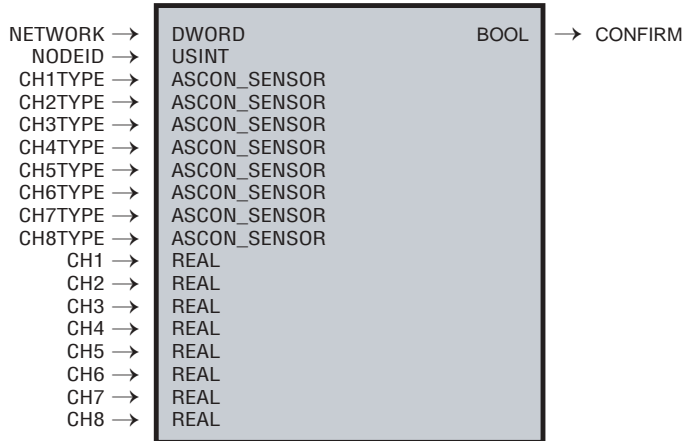 NETWORK → DWORD BOOL → CONFIRM
NODEID → USINT
CH1TYPE → ASCON_SENSOR
CH2TYPE → ASCON_SENSOR
CH3TYPE → ASCON_SENSOR
CH4TYPE → ASCON_SENSOR
CH5TYPE → ASCON_SENSOR
CH6TYPE → ASCON_SENSOR
CH7TYPE → ASCON_SENSOR
CH8TYPE → ASCON_SENSOR
CH1 → REAL
CH2 → REAL
CH3 → REAL
CH4 → REAL
CH5 → REAL
CH6 → REAL
CH7 → REAL
CH8 → REAL